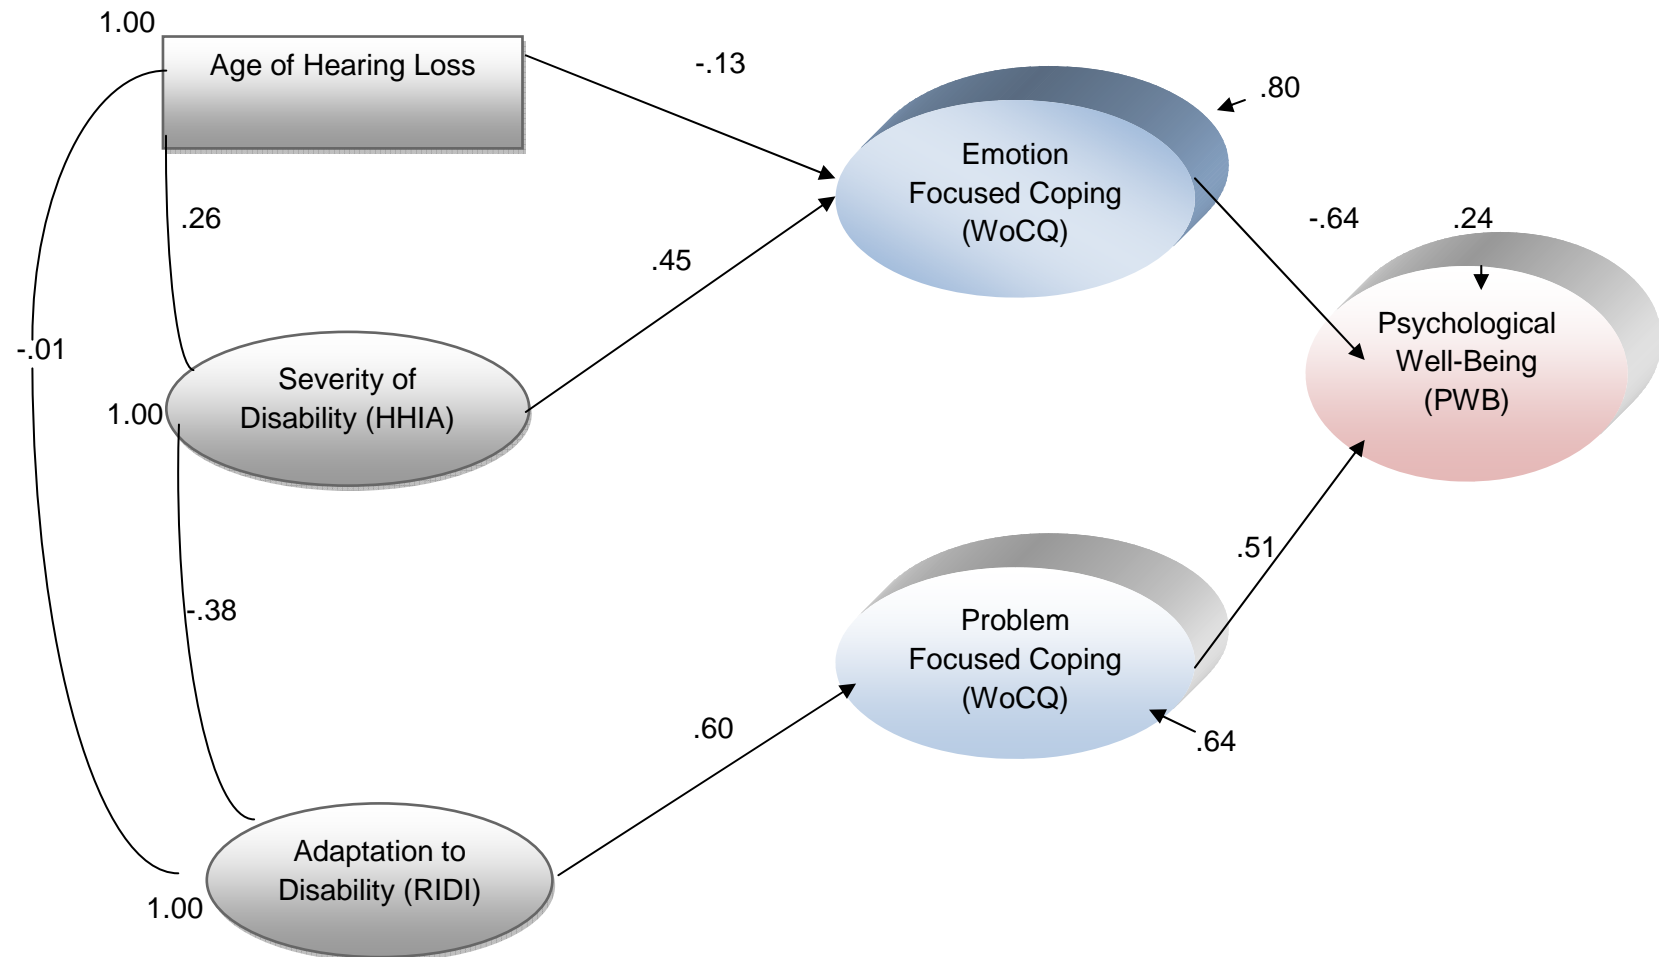 1.00
Age of Hearing Loss
-.13
.80
Emotion
Focused Coping
(WoCQ)
.26
-.64
.24
.45
Psychological
Well-Being
(PWB)
-.01
Severity of
Disability (HHIA)
1.00
.51
-.38
Problem
Focused Coping
(WoCQ)
.60
.64
Adaptation to
Disability (RIDI)
1.00